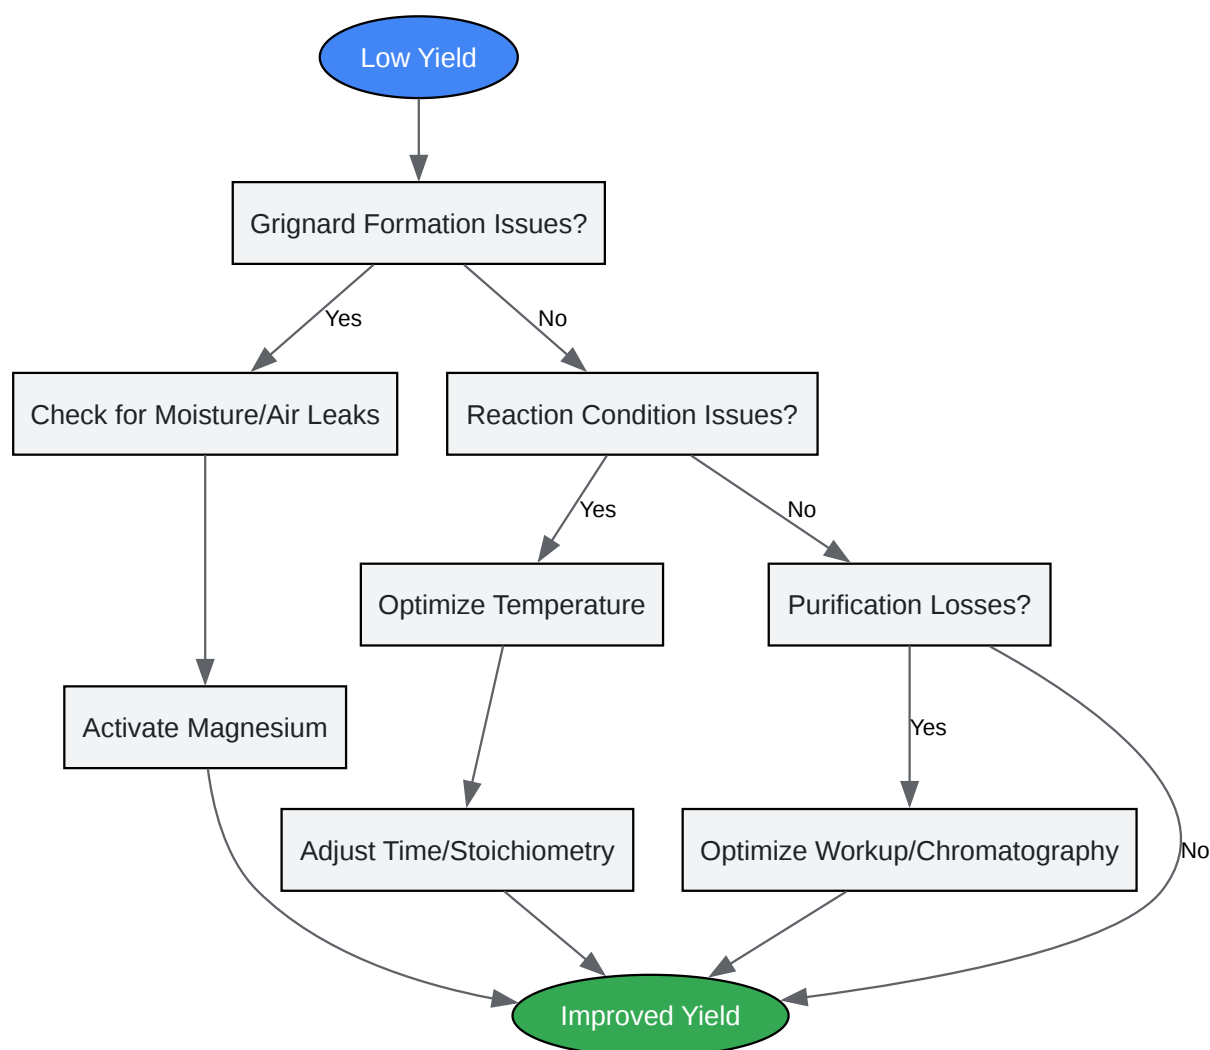 Low Yield
Grignard Formation Issues?
Yes
No
Check for Moisture/Air Leaks
Reaction Condition Issues?
Yes
No
Optimize Temperature
Purification Losses?
Activate Magnesium
Yes
Adjust Time/Stoichiometry
Optimize Workup/Chromatography
No
Improved Yield